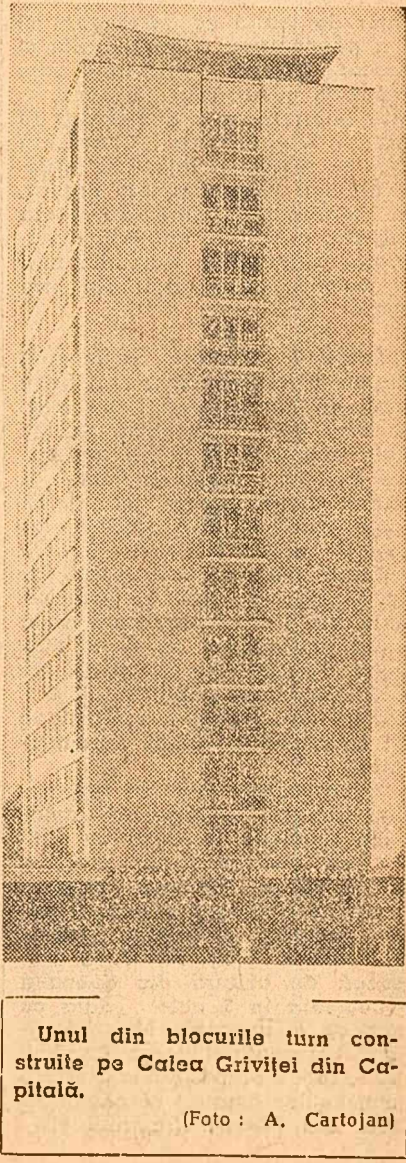 Unul din blocurile turn con-
struite pe Calea Griviței din Ca-
pitală.
(Foto : A. Cartojan)